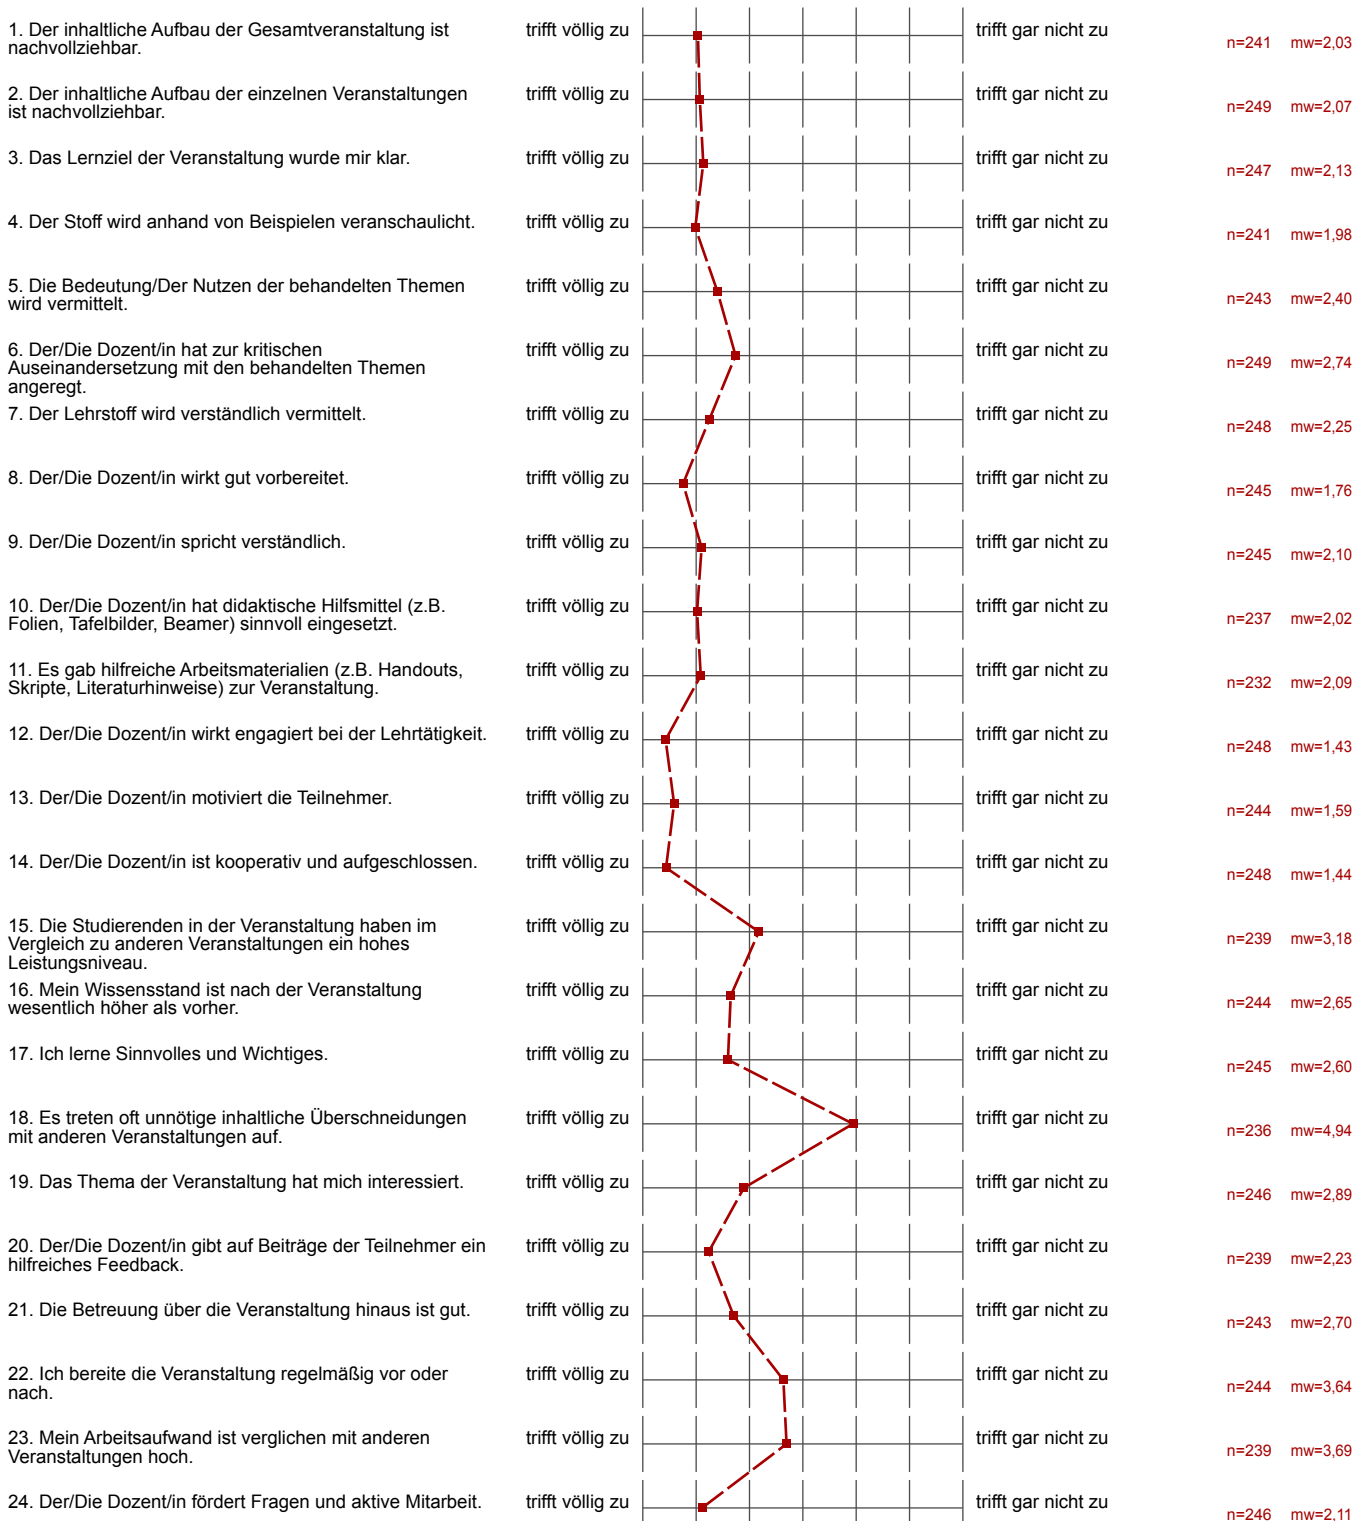 1. Der inhaltliche Aufbau der Gesamtveranstaltung ist
nachvollziehbar.
trifft völlig zu
trifft gar nicht zu
n=241 mw=2,03
2. Der inhaltliche Aufbau der einzelnen Veranstaltungen
ist nachvollziehbar.
trifft völlig zu
trifft gar nicht zu
n=249 mw=2,07
3. Das Lernziel der Veranstaltung wurde mir klar.
trifft völlig zu
trifft gar nicht zu
n=247 mw=2,13
4. Der Stoff wird anhand von Beispielen veranschaulicht.
trifft völlig zu
trifft gar nicht zu
n=241 mw=1,98
5. Die Bedeutung/Der Nutzen der behandelten Themen
wird vermittelt.
trifft völlig zu
trifft gar nicht zu
n=243 mw=2,40
6. Der/Die Dozent/in hat zur kritischen
Auseinandersetzung mit den behandelten Themen
angeregt.
trifft völlig zu
trifft gar nicht zu
n=249 mw=2,74
7. Der Lehrstoff wird verständlich vermittelt.
trifft völlig zu
trifft gar nicht zu
n=248 mw=2,25
8. Der/Die Dozent/in wirkt gut vorbereitet.
trifft völlig zu
trifft gar nicht zu
n=245 mw=1,76
9. Der/Die Dozent/in spricht verständlich.
trifft völlig zu
trifft gar nicht zu
n=245 mw=2,10
10. Der/Die Dozent/in hat didaktische Hilfsmittel (z.B.
Folien, Tafelbilder, Beamer) sinnvoll eingesetzt.
trifft völlig zu
trifft gar nicht zu
n=237 mw=2,02
11. Es gab hilfreiche Arbeitsmaterialien (z.B. Handouts,
Skripte, Literaturhinweise) zur Veranstaltung.
trifft völlig zu
trifft gar nicht zu
n=232 mw=2,09
12. Der/Die Dozent/in wirkt engagiert bei der Lehrtätigkeit.
trifft völlig zu
trifft gar nicht zu
n=248 mw=1,43
13. Der/Die Dozent/in motiviert die Teilnehmer.
trifft völlig zu
trifft gar nicht zu
n=244 mw=1,59
14. Der/Die Dozent/in ist kooperativ und aufgeschlossen.
trifft völlig zu
trifft gar nicht zu
n=248 mw=1,44
15. Die Studierenden in der Veranstaltung haben im
Vergleich zu anderen Veranstaltungen ein hohes
Leistungsniveau.
trifft völlig zu
trifft gar nicht zu
n=239 mw=3,18
16. Mein Wissensstand ist nach der Veranstaltung
wesentlich höher als vorher.
trifft völlig zu
trifft gar nicht zu
n=244 mw=2,65
17. Ich lerne Sinnvolles und Wichtiges.
trifft völlig zu
trifft gar nicht zu
n=245 mw=2,60
18. Es treten oft unnötige inhaltliche Überschneidungen
mit anderen Veranstaltungen auf.
trifft völlig zu
trifft gar nicht zu
n=236 mw=4,94
19. Das Thema der Veranstaltung hat mich interessiert.
trifft völlig zu
trifft gar nicht zu
n=246 mw=2,89
20. Der/Die Dozent/in gibt auf Beiträge der Teilnehmer ein
hilfreiches Feedback.
trifft völlig zu
trifft gar nicht zu
n=239 mw=2,23
21. Die Betreuung über die Veranstaltung hinaus ist gut.
trifft völlig zu
trifft gar nicht zu
n=243 mw=2,70
22. Ich bereite die Veranstaltung regelmäßig vor oder
nach.
trifft völlig zu
trifft gar nicht zu
n=244 mw=3,64
23. Mein Arbeitsaufwand ist verglichen mit anderen
Veranstaltungen hoch.
trifft völlig zu
trifft gar nicht zu
n=239 mw=3,69
24. Der/Die Dozent/in fördert Fragen und aktive Mitarbeit.
trifft völlig zu
trifft gar nicht zu
n=246 mw=2,11